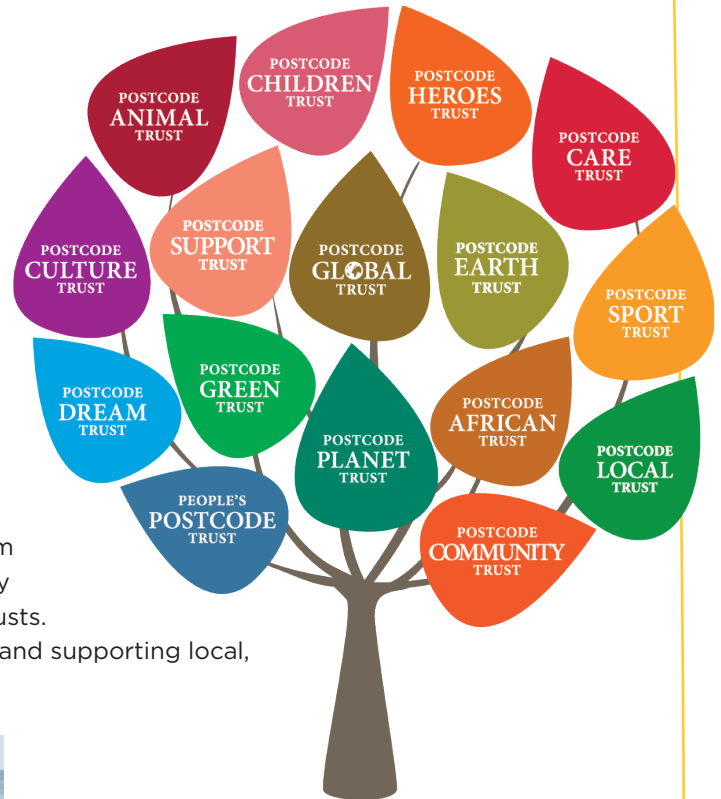 POSTCODE
ANIMAL
TRUST
POSTCODE
CHILDREN
TRUST
POSTCODE
HEROES
TRUST
POSTCODE
CARE
TRUST
POSTCODE
CULTURE
TRUST
POSTCODE
SUPPORT
TRUST
POSTCODE
GLOBAL
TRUST
POSTCODE
EARTH
TRUST
POSTCODE
SPORT
TRUST
POSTCODE
DREAM
TRUST
POSTCODE
GREEN
TRUST
POSTCODE
PLANET
TRUST
POSTCODE
AFRICAN
TRUST
POSTCODE
LOCAL
TRUST
PEOPLE'S
POSTCODE
TRUST
POSTCODE
COMMUNITY
TRUST
and supporting local,